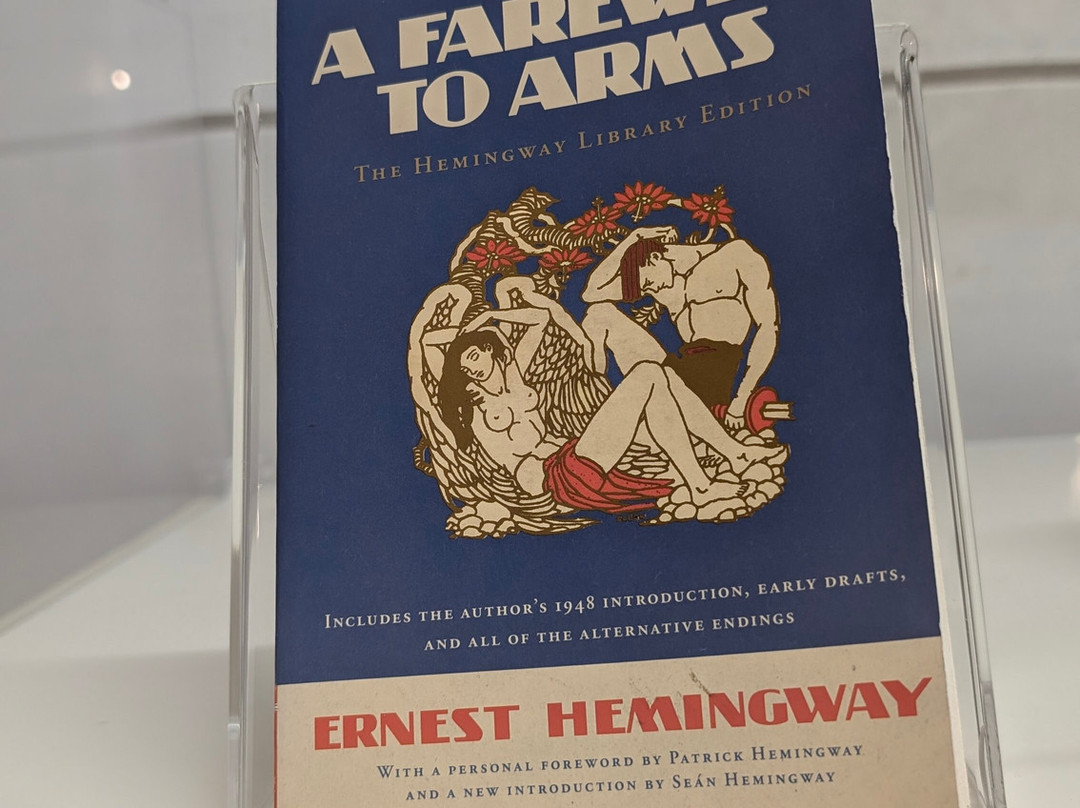 A FAREWE
TO ARMS
THE HEMINGWAY LIBRARY EDITION
INCLUDES THE AUTHOR'S 1948 INTRODUCTION, EARLY DRAFTS,
AND ALL OF THE ALTERNATIVE ENDINGS
ERNEST HEMINGWAY
WITH A PERSONAL FOREWORD BY PATRICK HEMINGWAY
AND A NEW INTRODUCTION BY SEÁN HEMINGWAY